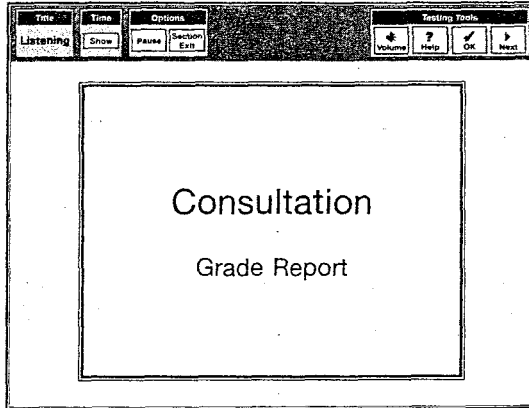 Title Time Options Testing Tools
Listening Show Pause Section Exit Volume Help OK Next
Consultation
Grade Report